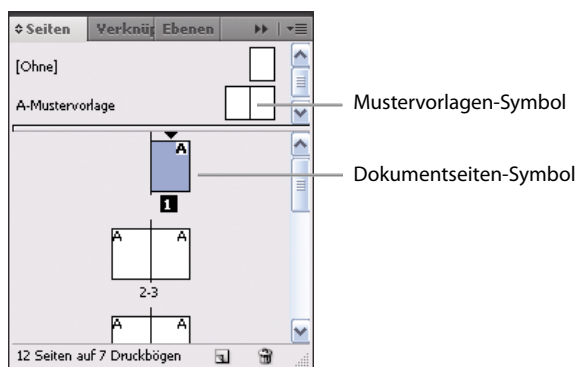 Seiten Verknüp Ebenen
[Ohne]
A-Mustervorlage
Mustervorlagen-Symbol
A
Dokumentseiten-Symbol
1
A A
2-3
A A
12 Seiten auf 7 Druckbögen